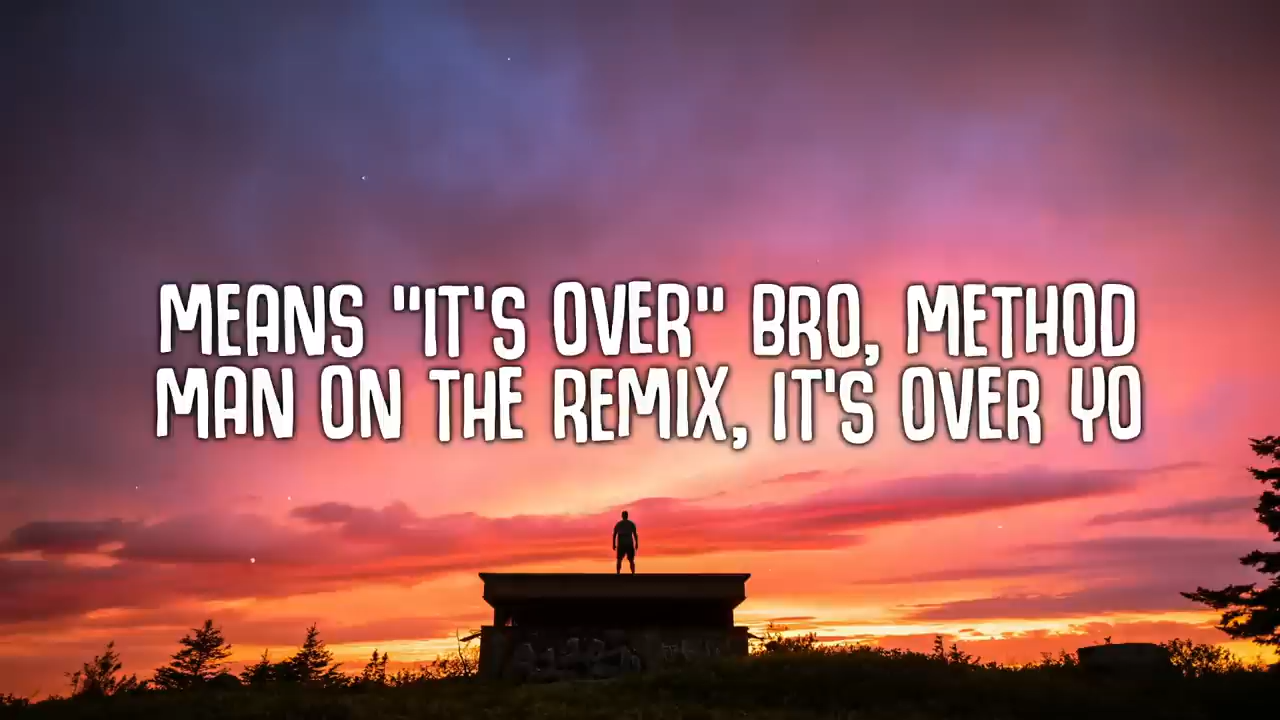 MEANS "IT'S OVER" BRO, METHOD
MAN ON THE REMIX, IT'S OVER YO